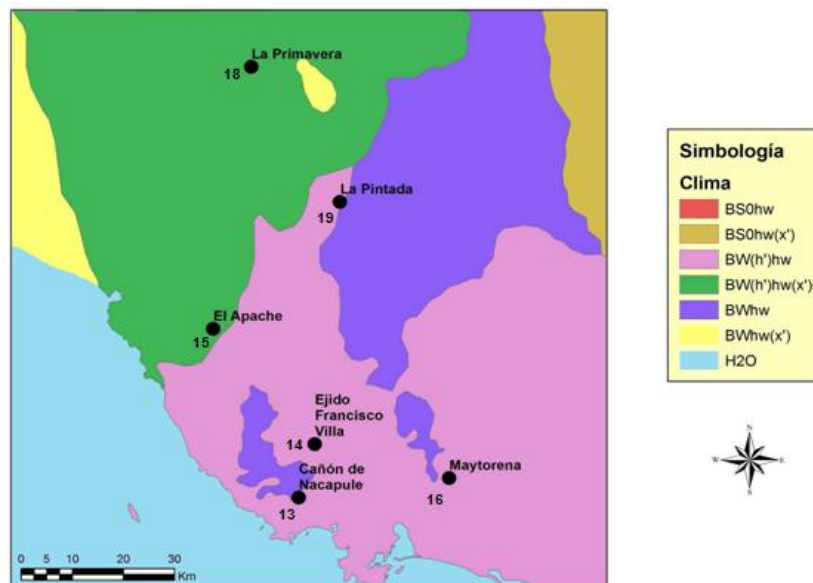 La Primavera
18
La Pintada
19
El Apache
15
Ejido
Francisco
Villa
14
Cañón de
Nacapule
13
Maytorena
16
0 5 10 20 30
Km
Simbología
Clima
BS0hw
BS0hw(x')
BW(h')hw
BW(h')hw(x')
BWhw
BWhw(x')
H2O
N
W E
S